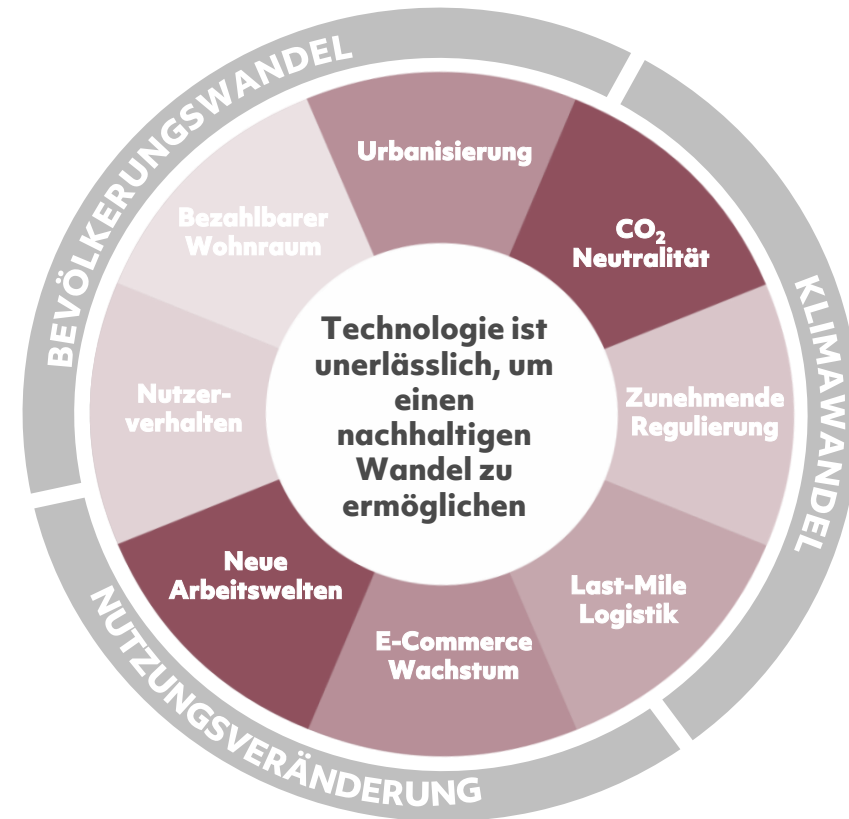 BEVÖLKERUNGSWANDEL
KLIMAWANDEL
NUTZUNGSVERÄNDERUNG
Urbanisierung
CO₂
Neutralität
Zunehmende
Regulierung
Last-Mile
Logistik
E-Commerce
Wachstum
Neue
Arbeitswelten
Nutzer-
verhalten
Bezahlbarer
Wohnraum
Technologie ist
unerlässlich, um
einen
nachhaltigen
Wandel zu
ermöglichen